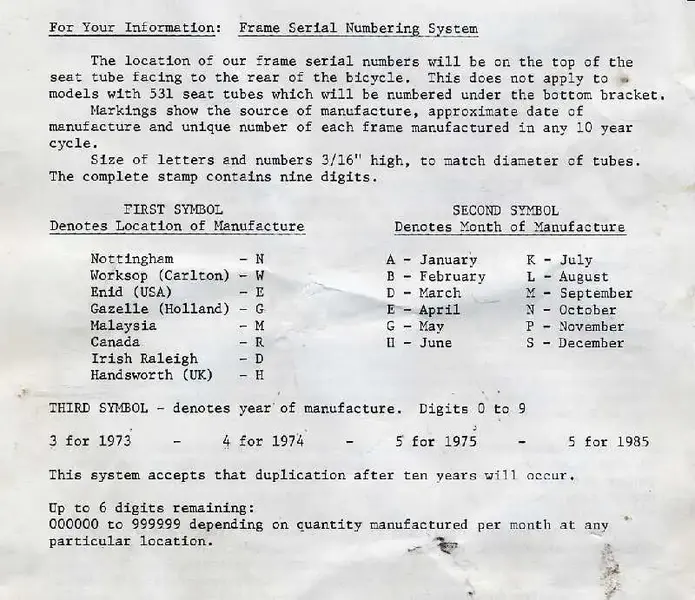 For Your Information: Frame Serial Numbering System
The location of our frame serial numbers will be on the top of the
seat tube facing to the rear of the bicycle. This does not apply to
models with 531 seat tubes which will be numbered under the bottom bracket.
Markings show the source of manufacture, approximate date of
manufacture and unique number of each frame manufactured in any 10 year
cycle.
Size of letters and numbers 3/16" high, to match diameter of tubes.
The complete stamp contains nine digits.
FIRST SYMBOL
Denotes Location of Manufacture
Nottingham - N
Worksop (Carlton) - W
Enid (USA) - E
Gazelle (Holland) - G
Malaysia - M
Canada - R
Irish Raleigh - D
Handsworth (UK) - H
SECOND SYMBOL
Denotes Month of Manufacture
A - January K - July
B - February L - August
D - March M - September
E - April N - October
G - May P - November
H - June S - December
THIRD SYMBOL - denotes year of manufacture. Digits 0 to 9
3 for 1973 - 4 for 1974 - 5 for 1975 - 5 for 1985
This system accepts that duplication after ten years will occur.
Up to 6 digits remaining:
000000 to 999999 depending on quantity manufactured per month at any
particular location.